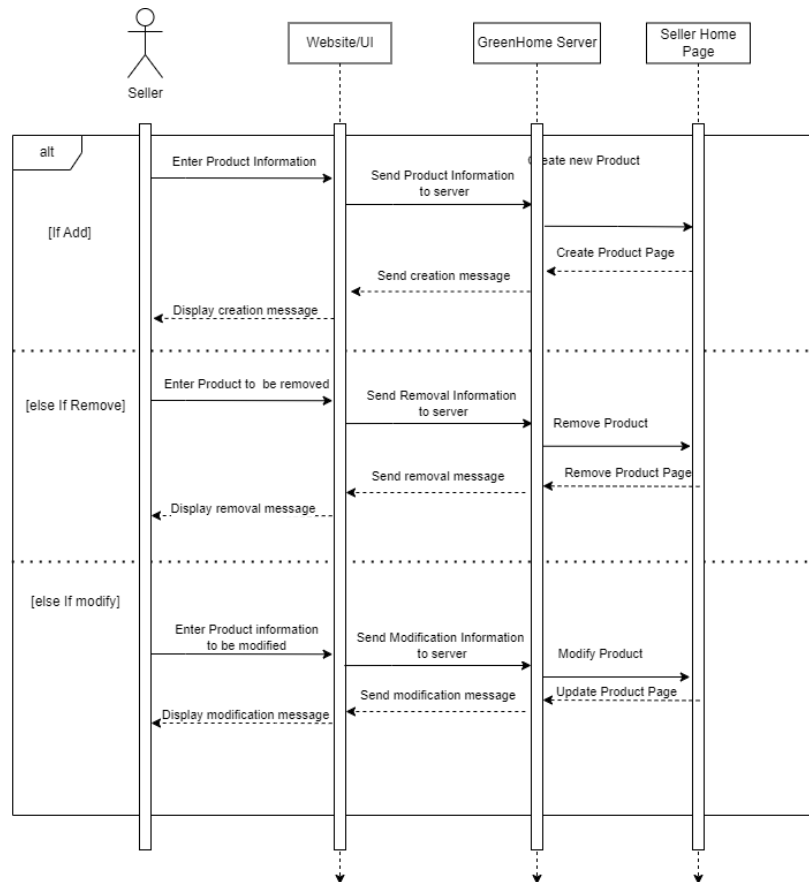 Seller
Website/UI
GreenHome Server
Seller Home
Page
alt
Enter Product Information
Send Product Information
to server
Create new Product
[If Add]
Create Product Page
Send creation message
Display creation message
[else If Remove]
Enter Product to be removed
Send Removal Information
to server
Remove Product
Remove Product Page
Send removal message
Display removal message
[else If modify]
Enter Product information
to be modified
Send Modification Information
to server
Modify Product
Update Product Page
Send modification message
Display modification message